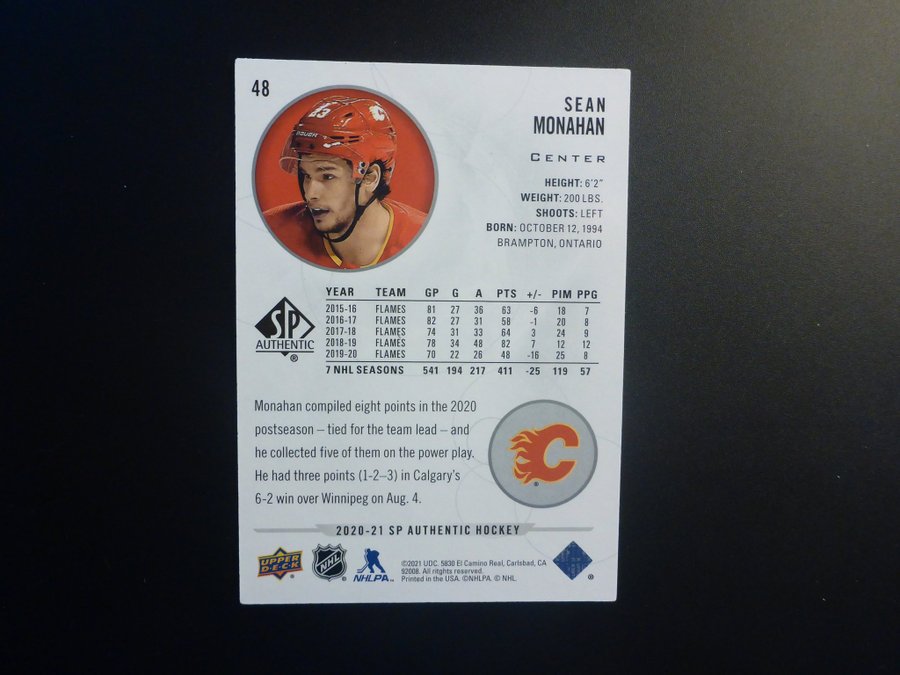 48
SEAN
MONAHAN
CENTER
23
BAUER
C
HEIGHT: 6'2"
WEIGHT: 200 LBS.
SHOOTS: LEFT
BORN: OCTOBER 12, 1994
BRAMPTON, ONTARIO
YEAR TEAM GP G A PTS +/- PIM PPG
2015-16 FLAMES 81 27 36 63 -6 18 7
2016-17 FLAMES 82 27 31 58 -1 20 8
2017-18 FLAMES 74 31 33 64 3 24 9
2018-19 FLAMES 78 34 48 82 7 12 12
2019-20 FLAMES 70 22 26 48 -16 25 8
7 NHL SEASONS 541 194 217 411 -25 119 57
SP
AUTHENTIC
®
Monahan compiled eight points in the 2020
postseason – tied for the team lead – and
he collected five of them on the power play.
He had three points (1-2–3) in Calgary's
6-2 win over Winnipeg on Aug. 4.
C
®
2020-21 SP AUTHENTIC HOCKEY
UPPER
DECK
NHL
NHLPA
©2021 UDC. 5830 El Camino Real, Carlsbad, CA
92008. All rights reserved.
Printed in the USA. ©NHLPA. © NHL.
®